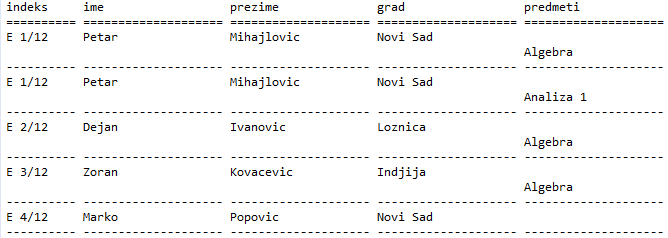 indeks     ime                  prezime              grad                 predmeti
========== ==================== ==================== ==================== ====================
E 1/12     Petar                Mihajlovic           Novi Sad
                                                                          Algebra
---------- -------------------- -------------------- -------------------- --------------------
E 1/12     Petar                Mihajlovic           Novi Sad
                                                                          Analiza 1
---------- -------------------- -------------------- -------------------- --------------------
E 2/12     Dejan                Ivanovic             Loznica
                                                                          Algebra
---------- -------------------- -------------------- -------------------- --------------------
E 3/12     Zoran                Kovacevic            Indjija
                                                                          Algebra
---------- -------------------- -------------------- -------------------- --------------------
E 4/12     Marko                Popovic              Novi Sad
---------- -------------------- -------------------- -------------------- --------------------